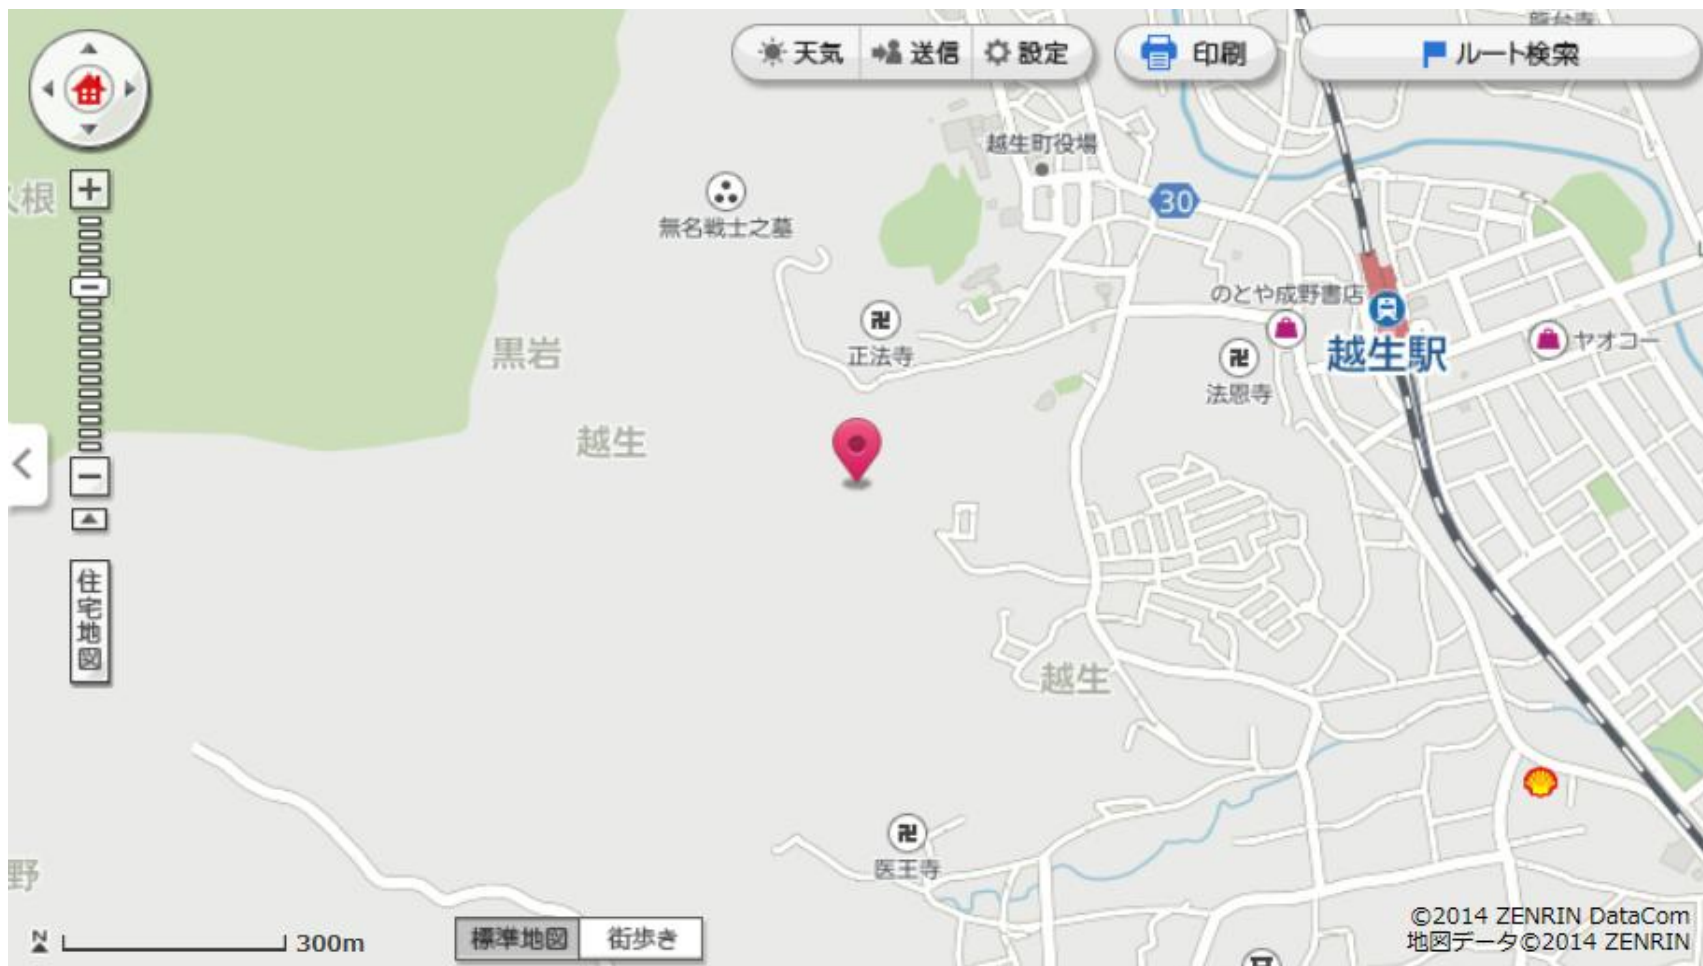 天気
送信
設定
印刷
ルート検索
越生町役場
30
無名戦士之墓
のとや成野書店
正法寺
法恩寺
越生駅
ヤオコー
黒岩
越生
住宅地図
越生
医王寺
野
N
300m
標準地図
街歩き
©2014 ZENRIN DataCom
地図データ©2014 ZENRIN